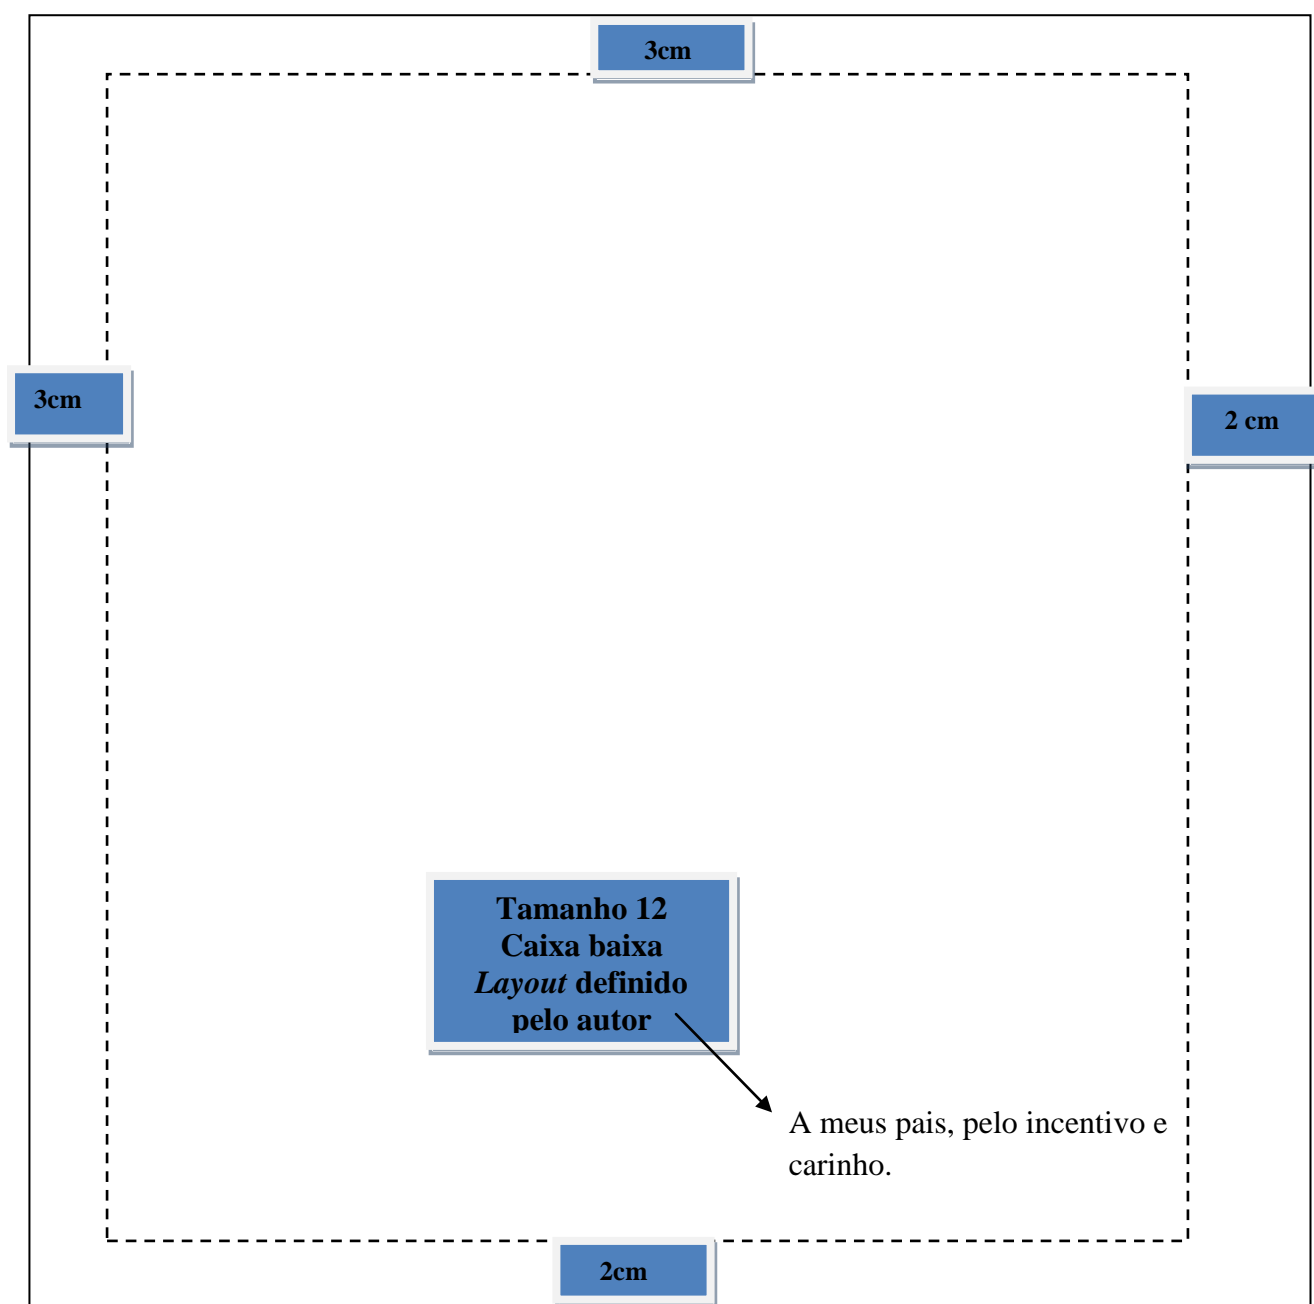 3cm
3cm
2 cm
Tamanho 12
Caixa baixa
Layout definido
pelo autor
A meus pais, pelo incentivo e
carinho.
2cm